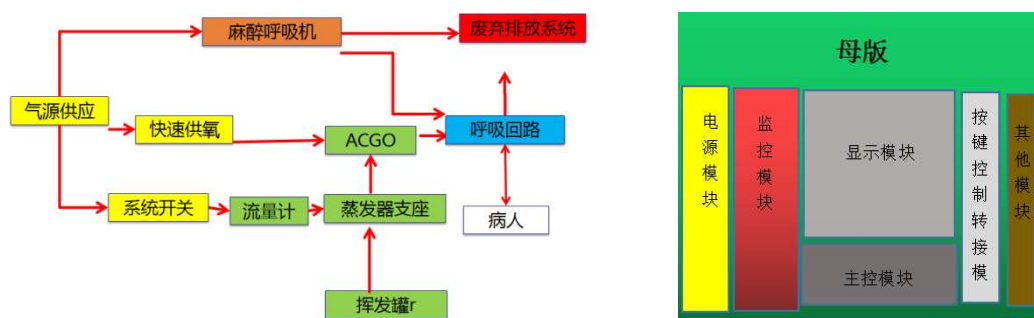 麻醉呼吸机
废弃排放系统
气源供应
快速供氧
ACGO
呼吸回路
系统开关
流量计
蒸发器支座
病人
挥发罐r
母版
电源模块
监控模块
显示模块
主控模块
按键控制转接模
其他模块